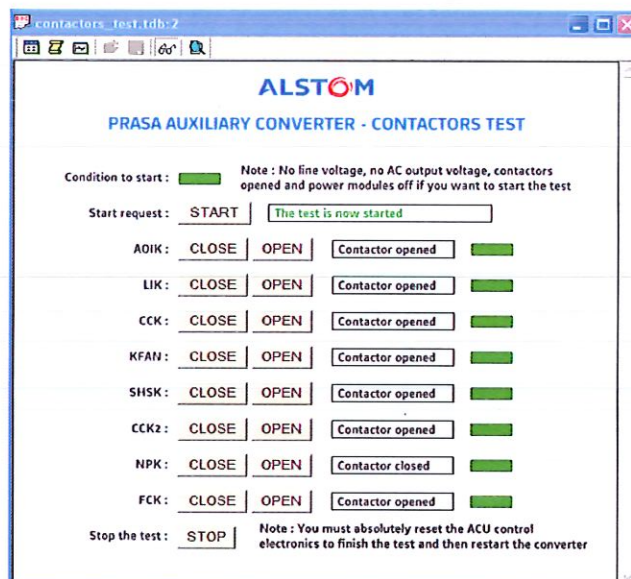 contactors_test.tdb:2
ALSTOM
PRASA AUXILIARY CONVERTER - CONTACTORS TEST
Condition to start : Note : No line voltage, no AC output voltage, contactors
opened and power modules off if you want to start the test
Start request : START The test is now started
AOIK : CLOSE OPEN Contactor opened
LIK : CLOSE OPEN Contactor opened
CCK : CLOSE OPEN Contactor opened
KFAN : CLOSE OPEN Contactor opened
SHSK : CLOSE OPEN Contactor opened
CCK2 : CLOSE OPEN Contactor opened
NPK : CLOSE OPEN Contactor closed
FCK : CLOSE OPEN Contactor opened
Stop the test : STOP Note : You must absolutely reset the ACU control
electronics to finish the test and then restart the converter